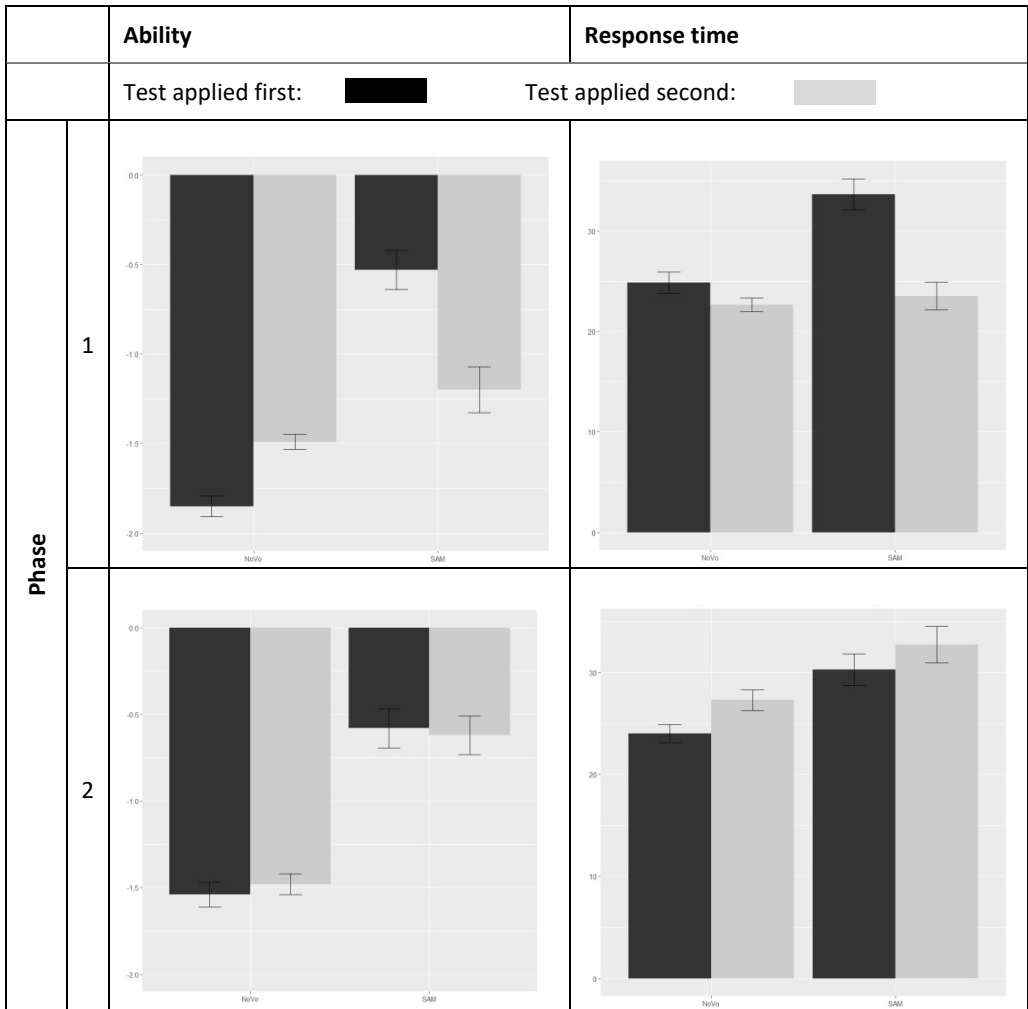 Ability
Response time
Test applied first:
Test applied second:
Phase
1
0.0-
-0.5-
-1.0-
-1.5-
-2.0-
NoVo
SAM
30-
20-
10-
0-
NoVo
SAM
2
0.0-
-0.5-
-1.0-
-1.5-
-2.0-
NoVo
SAM
30-
20-
10-
0-
NoVo
SAM